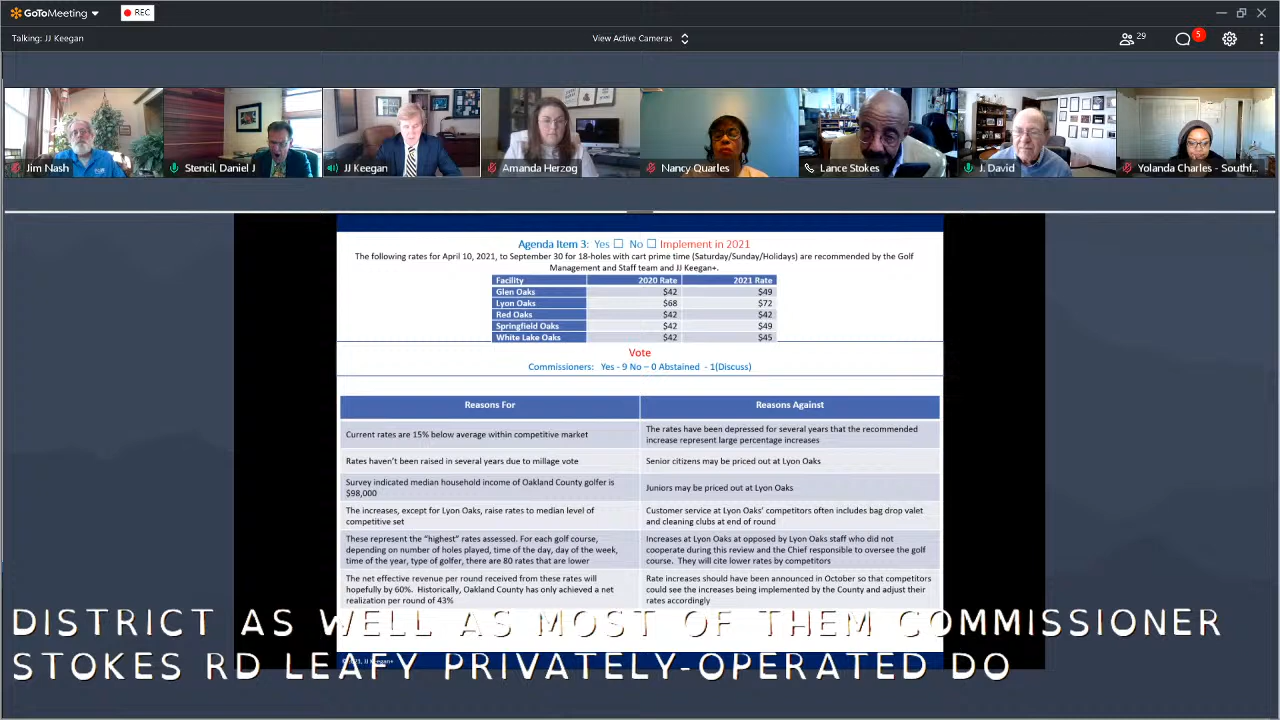 GoToMeeting
REC
Talking: JJ Keegan
View Active Cameras
29
5
Jim Nash
Stencil, Daniel J
JJ Keegan
Amanda Herzog
Nancy Quarles
Lance Stokes
J. David
Yolanda Charles - Southf...
Agenda Item 3: Yes ☐ No ☐ Implement in 2021
The following rates for April 10, 2021, to September 30 for 18-holes with cart prime time (Saturday/Sunday/Holidays) are recommended by the Golf
Management and Staff team and JJ Keegan+.
Facility 2020 Rate 2021 Rate
Glen Oaks $42 $49
Lyon Oaks $68 $72
Red Oaks $42 $42
Springfield Oaks $42 $49
White Lake Oaks $42 $45
Vote
Commissioners: Yes - 9 No – 0 Abstained - 1(Discuss)
Reasons For
Reasons Against
Current rates are 15% below average within competitive market
The rates have been depressed for several years that the recommended
increase represent large percentage increases
Rates haven't been raised in several years due to millage vote
Senior citizens may be priced out at Lyon Oaks
Survey indicated median household income of Oakland County golfer is
$98,000
Juniors may be priced out at Lyon Oaks
The increases, except for Lyon Oaks, raise rates to median level of
competitive set
Customer service at Lyon Oaks' competitors often includes bag drop valet
and cleaning clubs at end of round
These represent the "highest" rates assessed. For each golf course,
depending on number of holes played, time of the day, day of the week,
time of the year, type of golfer, there are 80 rates that are lower
Increases at Lyon Oaks at opposed by Lyon Oaks staff who did not
cooperate during this review and the Chief responsible to oversee the golf
course. They will cite lower rates by competitors
The net effective revenue per round received from these rates will
hopefully by 60%. Historically, Oakland County has only achieved a net
realization per round of 43%
Rate increases should have been announced in October so that competitors
could see the increases being implemented by the County and adjust their
rates accordingly
DISTRICT AS WELL AS MOST OF THEM COMMISSIONER
STOKES RD LEAFY PRIVATELY-OPERATED DO
JJ Keegan+